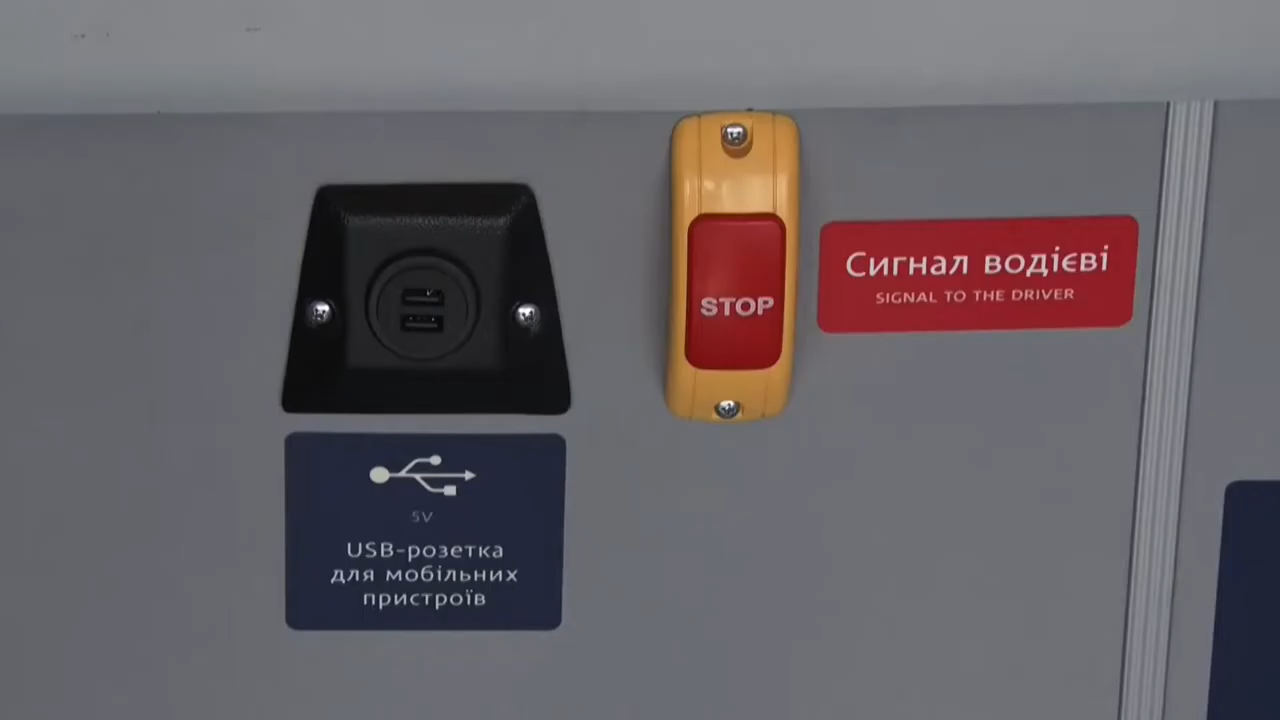 STOP
Сигнал водієві
SIGNAL TO THE DRIVER
5V
USB-розетка
для мобільних
пристроїв